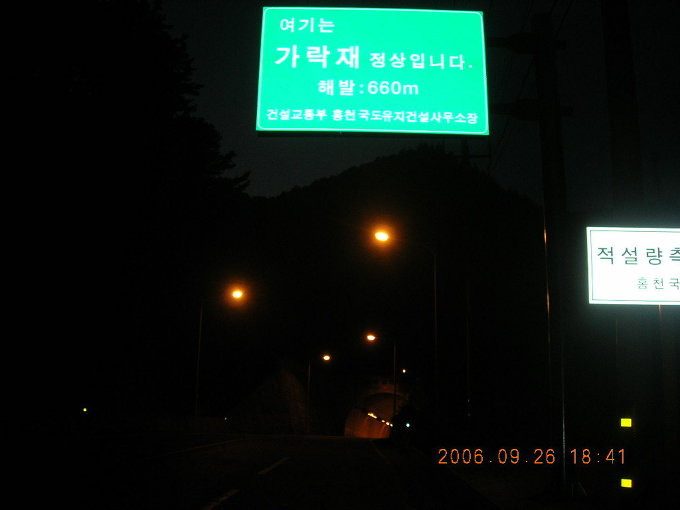 여기는
가락재 정상입니다.
해발:660m
건설교통부 홍천국도유지건설사무소장
적설량측
홍천국
2006.09.26 18:41